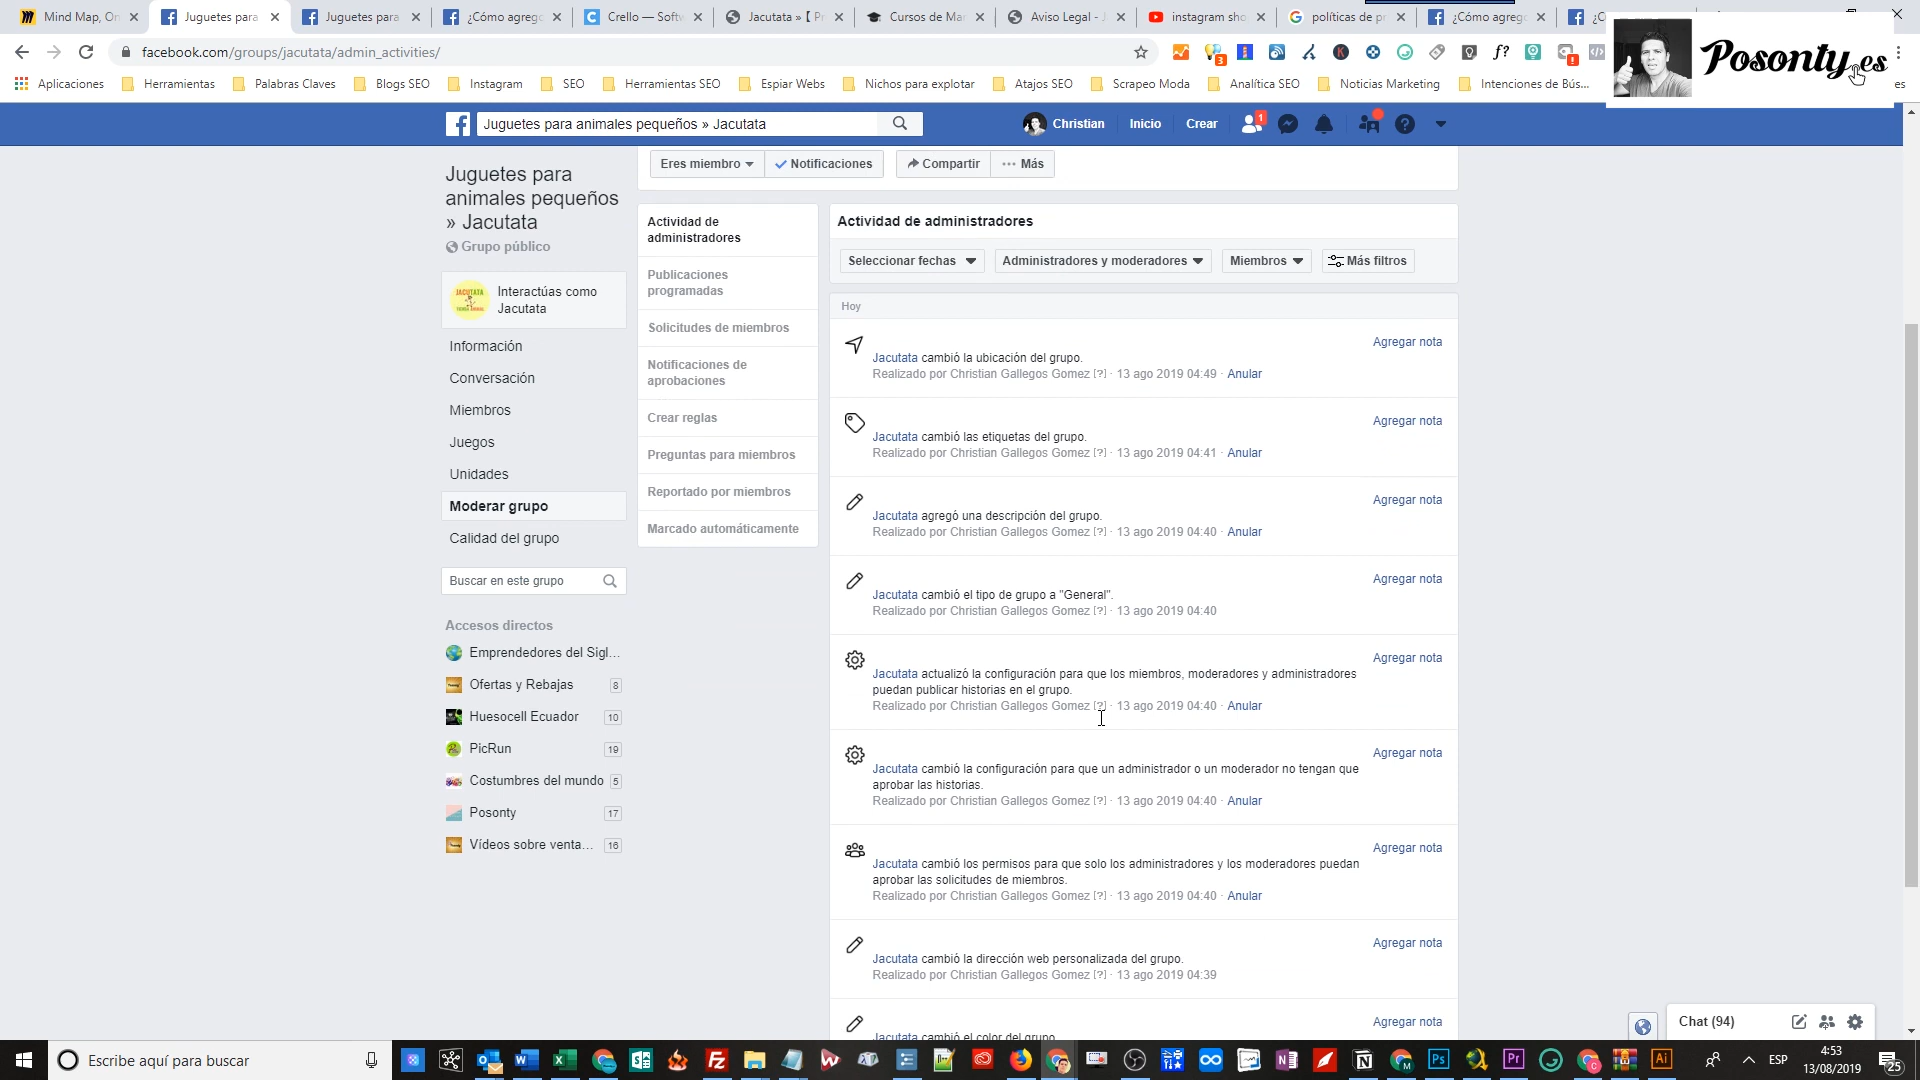 Mind Map, On
Juguetes para
Juguetes para
¿Cómo agreg
Crello — Softw
Jacutata » 【 Pr
Cursos de Mar
Aviso Legal - J
instagram sho
políticas de pr
¿Cómo agreg
facebook.com/groups/jacutata/admin_activities/
Posonty.es
Aplicaciones
Herramientas
Palabras Claves
Blogs SEO
Instagram
SEO
Herramientas SEO
Espiar Webs
Nichos para explotar
Atajos SEO
Scrapeo Moda
Analítica SEO
Noticias Marketing
Intenciones de Bús...
Juguetes para animales pequeños » Jacutata
Christian
Inicio
Crear
1
Juguetes para
animales pequeños
» Jacutata
Grupo público
Interactúas como
Jacutata
Información
Conversación
Miembros
Juegos
Unidades
Moderar grupo
Calidad del grupo
Buscar en este grupo
Accesos directos
Emprendedores del Sigl...
Ofertas y Rebajas 8
Huesocell Ecuador 10
PicRun 19
Costumbres del mundo 5
Posonty 17
Vídeos sobre venta... 16
Eres miembro
Notificaciones
Compartir
Más
Actividad de
administradores
Publicaciones
programadas
Solicitudes de miembros
Notificaciones de
aprobaciones
Crear reglas
Preguntas para miembros
Reportado por miembros
Marcado automáticamente
Actividad de administradores
Seleccionar fechas
Administradores y moderadores
Miembros
Más filtros
Hoy
Agregar nota
Jacutata cambió la ubicación del grupo.
Realizado por Christian Gallegos Gomez [?] · 13 ago 2019 04:49 · Anular
Agregar nota
Jacutata cambió las etiquetas del grupo.
Realizado por Christian Gallegos Gomez [?] · 13 ago 2019 04:41 · Anular
Agregar nota
Jacutata agregó una descripción del grupo.
Realizado por Christian Gallegos Gomez [?] · 13 ago 2019 04:40 · Anular
Agregar nota
Jacutata cambió el tipo de grupo a "General".
Realizado por Christian Gallegos Gomez [?] · 13 ago 2019 04:40
Agregar nota
Jacutata actualizó la configuración para que los miembros, moderadores y administradores
puedan publicar historias en el grupo.
Realizado por Christian Gallegos Gomez [?] · 13 ago 2019 04:40 · Anular
Agregar nota
Jacutata cambió la configuración para que un administrador o un moderador no tengan que
aprobar las historias.
Realizado por Christian Gallegos Gomez [?] · 13 ago 2019 04:40 · Anular
Agregar nota
Jacutata cambió los permisos para que solo los administradores y los moderadores puedan
aprobar las solicitudes de miembros.
Realizado por Christian Gallegos Gomez [?] · 13 ago 2019 04:40 · Anular
Agregar nota
Jacutata cambió la dirección web personalizada del grupo.
Realizado por Christian Gallegos Gomez [?] · 13 ago 2019 04:39
Agregar nota
Jacutata cambió el color del grupo
Chat (94)
Escribe aquí para buscar
ESP
4:53
13/08/2019
25